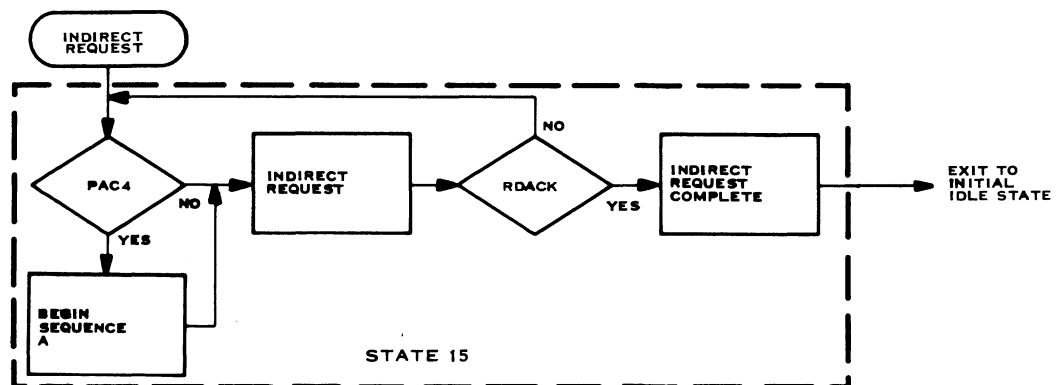 INDIRECT
REQUEST
PAC4
NO
YES
BEGIN
SEQUENCE
A
INDIRECT
REQUEST
RDACK
NO
YES
INDIRECT
REQUEST
COMPLETE
EXIT TO
INITIAL
IDLE STATE
STATE 15